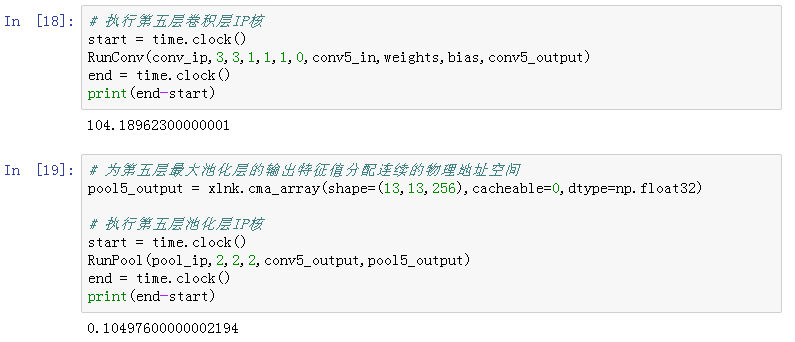 In [18]:
# 执行第五层卷积层IP核
start = time.clock()
RunConv(conv_ip,3,3,1,1,1,0,conv5_in,weights,bias,conv5_output)
end = time.clock()
print(end-start)
104.18962300000001
In [19]:
# 为第五层最大池化层的输出特征值分配连续的物理地址空间
pool5_output = xlnk.cma_array(shape=(13,13,256),cacheable=0,dtype=np.float32)
# 执行第五层池化层IP核
start = time.clock()
RunPool(pool_ip,2,2,2,conv5_output,pool5_output)
end = time.clock()
print(end-start)
0.10497600000002194